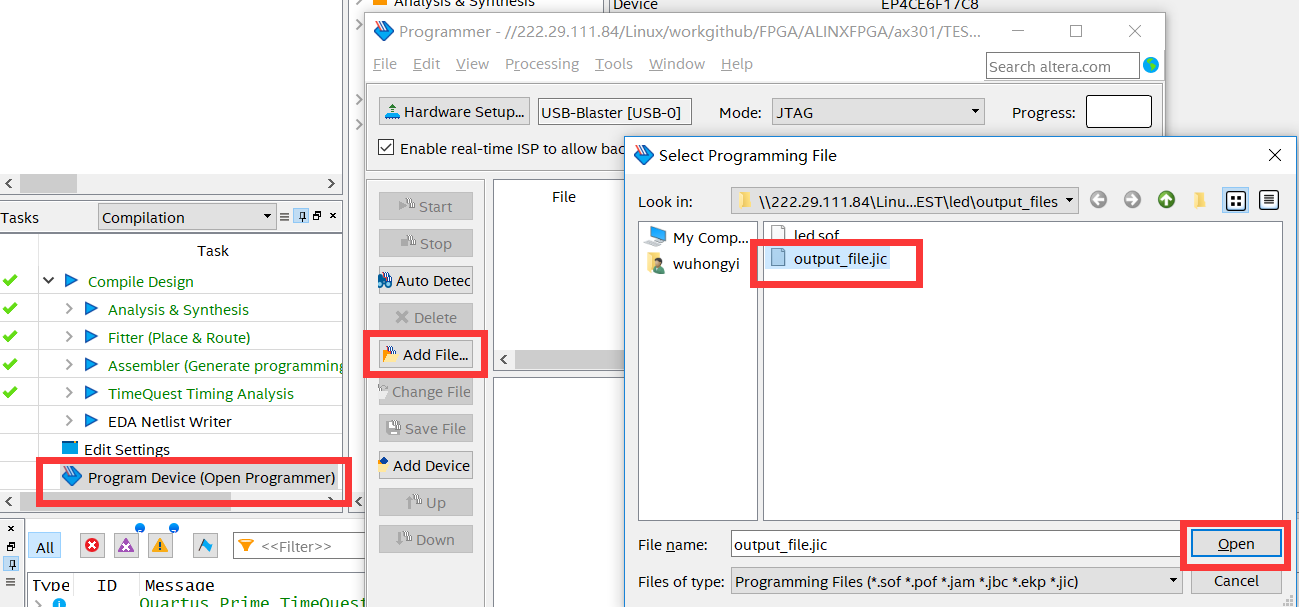 Analysis & Synthesis
Device
EP4CE6F17C8
Programmer - //222.29.111.84/Linux/workgithub/FPGA/ALINXFPGA/ax301/TES...
File Edit View Processing Tools Window Help
Search altera.com
Hardware Setup...
USB-Blaster [USB-0]
Mode:
JTAG
Progress:
Enable real-time ISP to allow bac
Select Programming File
Start
Stop
Auto Detec
Delete
Add File...
Change File
Save File
Add Device
Up
Down
File
Look in:
\\222.29.111.84\Linu...EST\led\output_files
My Comp...
wuhongyi
led.sof
output_file.jic
File name:
output_file.jic
Open
Files of type:
Programming Files (*.sof *.pof *.jam *.jbc *.ekp *.jic)
Cancel
Tasks
Compilation
Task
Compile Design
Analysis & Synthesis
Fitter (Place & Route)
Assembler (Generate programming
TimeQuest Timing Analysis
EDA Netlist Writer
Edit Settings
Program Device (Open Programmer)
All
<<Filter>>
Type ID Message
Quartus Prime TimeQuest